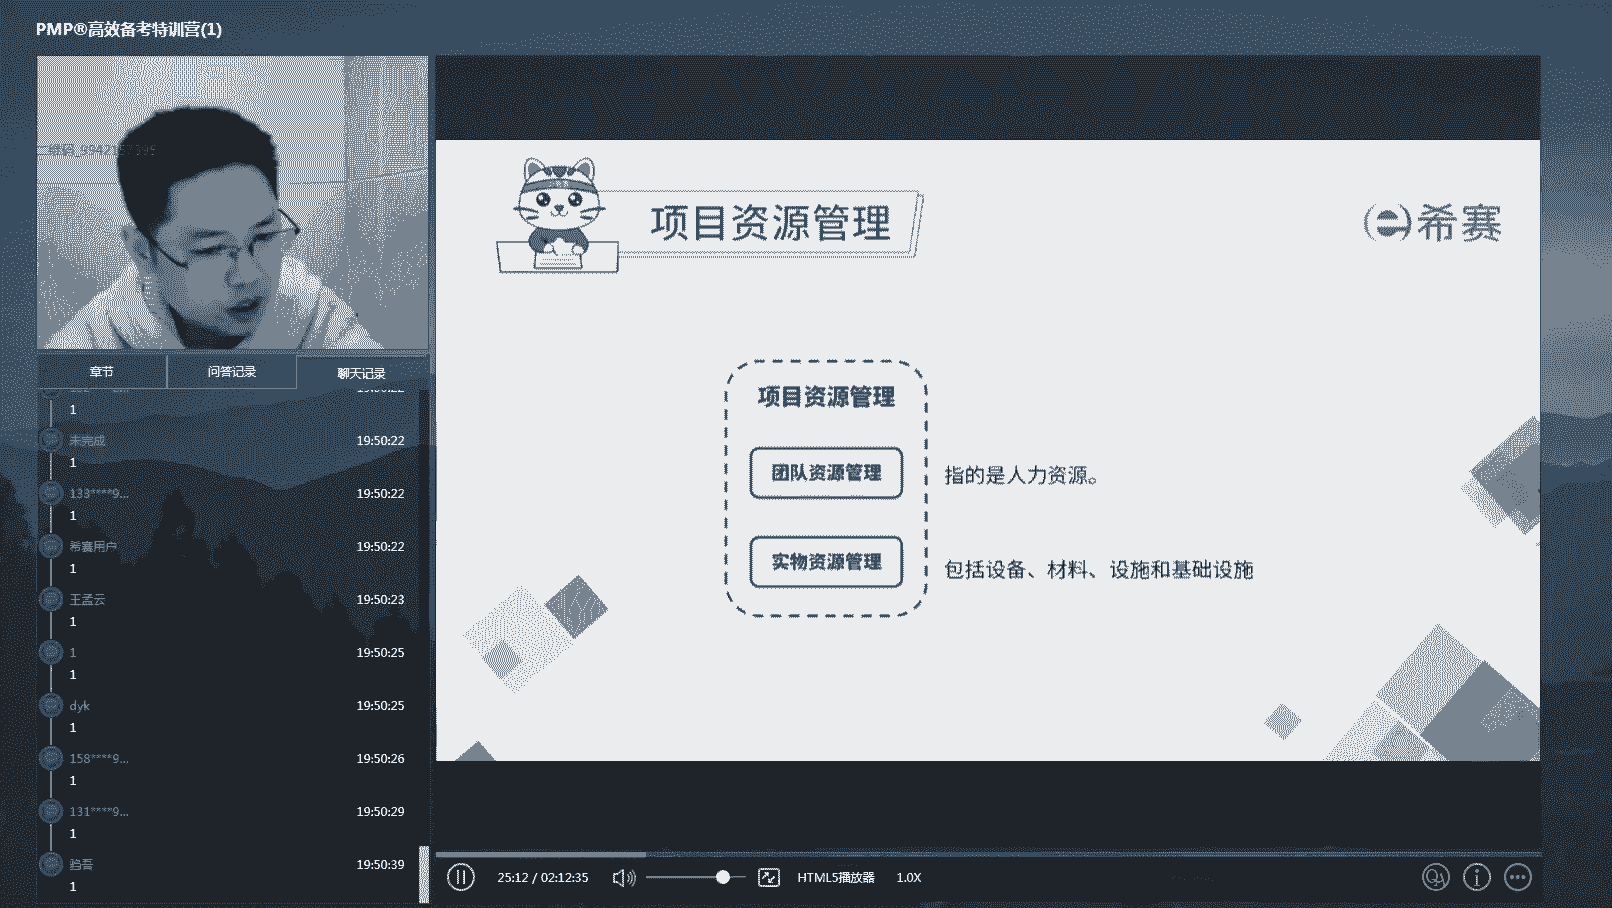 PMP®高效备考特训营(1)
章节
问答记录
聊天记录
1
未完成
19:50:22
1
133****9...
19:50:22
1
希赛用户
19:50:22
1
王孟云
19:50:23
1
1
19:50:25
1
dyk
19:50:25
1
158****9...
19:50:26
1
131****9...
19:50:29
1
19:50:39
1
项目资源管理
希赛
项目资源管理
团队资源管理
指的是人力资源。
实物资源管理
包括设备、材料、设施和基础设施
25:12 / 02:12:35
HTML5播放器
1.0X